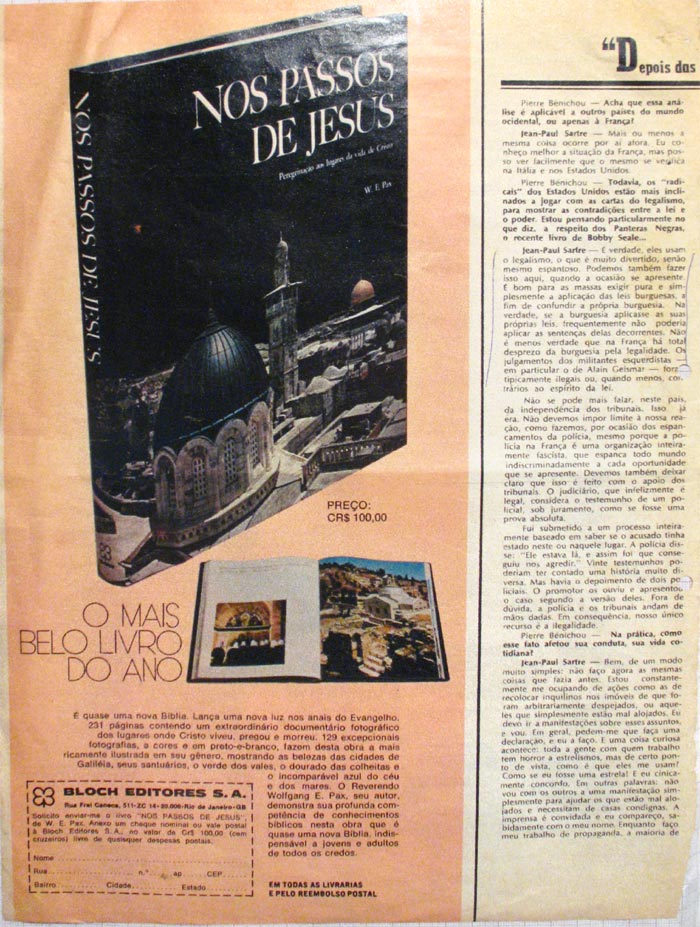 NOS PASSOS DE JESUS
NOS PASSOS
DE JESUS
Peregrinação aos lugares da vida de Cristo
W. E. Pax
PREÇO:
CR$ 100,00
O MAIS
BELO LIVRO
DO ANO
É quase uma nova Bíblia. Lança uma nova luz nos anais do Evangelho.
231 páginas contendo um extraordinário documentário fotográfico
dos lugares onde Cristo viveu, pregou e morreu. 129 excepcionais
fotografias, a cores e em preto-e-branco, fazem desta obra a mais
ricamente ilustrada em seu gênero, mostrando as belezas das cidades de
Galiléia, seus santuários, o verde dos vales, o dourado das colheitas e
o incomparável azul do céu
e dos mares. O Reverendo
Wolfgang E. Pax, seu autor,
demonstra sua profunda com-
petência de conhecimentos
bíblicos nesta obra que é
quase uma nova Bíblia, indis-
pensável a jovens e adultos
de todos os credos.
EM TODAS AS LIVRARIAS
E PELO REEMBOLSO POSTAL
BLOCH EDITORES S. A.
Rua Frei Caneca, 511-ZC 14-20.000-Rio de Janeiro-GB
Solicito enviar-me o livro "NOS PASSOS DE JESUS",
de W. E. Pax. Anexo um cheque nominal ou vale postal
à Bloch Editores S. A., no valor de Cr$ 100,00 (cem
cruzeiros) livre de quaisquer despesas postais.
Nome
Rua n.° ap CEP
Bairro Cidade Estado
"Depois das
Pierre Bénichou — Acha que essa aná-
lise é aplicável a outros países do mundo
ocidental, ou apenas à França?
Jean-Paul Sartre — Mais ou menos a
mesma coisa ocorre por aí afora. Eu co-
nheço melhor a situação da França, mas pos-
so ver facilmente que o mesmo se verifica
na Itália e nos Estados Unidos.
Pierre Bénichou — Todavia, os "radi-
cais" dos Estados Unidos estão mais incli-
nados a jogar com as cartas do legalismo,
para mostrar as contradições entre a lei e
o poder. Estou pensando particularmente no
que diz, a respeito dos Panteras Negras,
o recente livro de Bobby Seale...
Jean-Paul Sartre — É verdade, eles usam
o legalismo, o que é muito divertido, senão
mesmo espantoso. Podemos também fazer
isso aqui, quando a ocasião se apresente.
É bom para as massas exigir pura e sim-
plesmente a aplicação das leis burguesas, a
fim de confundir a própria burguesia. Na
verdade, se a burguesia aplicasse as suas
próprias leis, frequentemente não poderia
aplicar as sentenças delas decorrentes. Não
é menos verdade que na França há total
desprezo da burguesia pela legalidade. Os
julgamentos dos militantes esquerdistas —
em particular o de Alain Geismar —
tipicamente ilegais ou, quando menos, con-
trários ao espírito da lei.
Não se pode mais falar, neste país,
da independência dos tribunais. Isso já
era. Não devemos impor limite à nossa rea-
ção, como fazemos, por ocasião dos espan-
camentos da polícia, mesmo porque a po-
lícia na França é uma organização inteira-
mente fascista, que espanca todo mundo
indiscriminadamente a cada oportunidade
que se apresente. Devemos também deixar
claro que isso é feito com o apoio dos
tribunais. O judiciário, que infelizmente é
legal, considera o testemunho de um po-
licial, sob juramento, como se fosse uma
prova absoluta.
Fui submetido a um processo inteira-
mente baseado em saber se o acusado tinha
estado neste ou naquele lugar. A polícia dis-
se: "Ele estava lá, e assim foi que conse-
guiu nos agredir." Vinte testemunhos po-
deriam ter contado uma história muito di-
versa. Mas havia o depoimento de dois po-
liciais. O promotor os ouviu e apresentou
o caso segundo a versão deles. Fora de
dúvida, a polícia e os tribunais andam de
mãos dadas. Em consequência, nosso único
recurso é a ilegalidade.
Pierre Bénichou — Na prática, como
esse fato afetou sua conduta, sua vida co-
tidiana?
Jean-Paul Sartre — Bem, de um modo
muito simples: não faço agora as mesmas
coisas que fazia antes. Estou constante-
mente me ocupando de ações como as de
recolocar inquilinos nos imóveis de que fo-
ram arbitrariamente despejados, ou aque-
les que simplesmente estão mal alojados. Eu
devo ir a manifestações sobre esses assuntos,
e vou. Em geral, pedem-me que faça uma
declaração, e eu a faço. E uma coisa curiosa
acontece: toda a gente com quem trabalho
tem horror a estrelismos, mas de certo pon-
to de vista, como é que eles me usam?
Como se eu fosse uma estrela! E eu cinica-
mente concordo. Em outras palavras: não
vou com os outros a uma manifestação sim-
plesmente para ajudar os que estão mal alo-
jados e necessitam de casas condignas. A
imprensa é convidada e eu compareço, sa-
bidamente com o meu nome. Enquanto faço
meu trabalho de propaganda, a maioria de